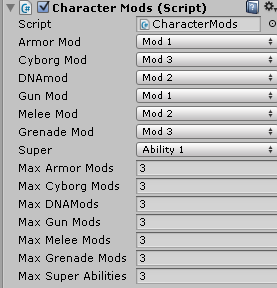 Character Mods (Script)
Script CharacterMods
Armor Mod Mod 1
Cyborg Mod Mod 3
DNAmod Mod 2
Gun Mod Mod 1
Melee Mod Mod 2
Grenade Mod Mod 3
Super Ability 1
Max Armor Mods 3
Max Cyborg Mods 3
Max DNAMods 3
Max Gun Mods 3
Max Melee Mods 3
Max Grenade Mods 3
Max Super Abilities 3